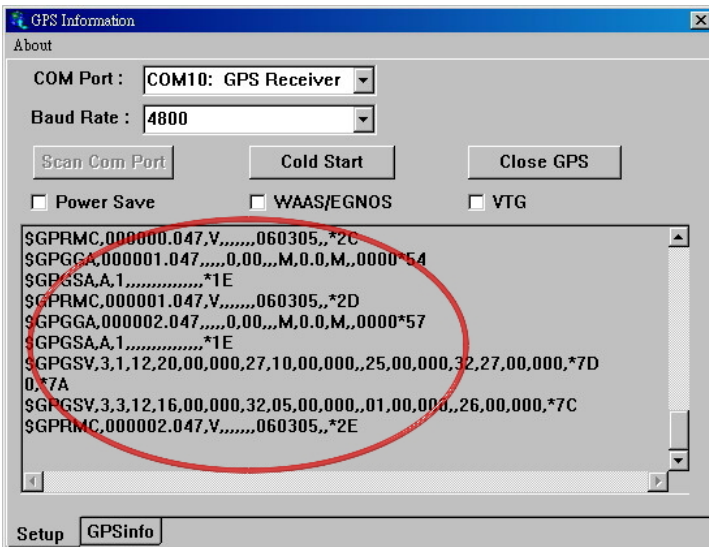 GPS Information
About
COM Port : COM10: GPS Receiver
Baud Rate : 4800
Scan Com Port Cold Start Close GPS
Power Save WAAS/EGNOS VTG
$GPRMC,000000.047,V,,,,,,,060305,,*2C
$GPGGA,000001.047,,,,,0,00,,,M,0.0,M,,0000*54
$GPGSA,A,1,,,,,,,,,,,,,,,*1E
$GPRMC,000001.047,V,,,,,,,060305,,*2D
$GPGGA,000002.047,,,,,0,00,,,M,0.0,M,,0000*57
$GPGSA,A,1,,,,,,,,,,,,,,,*1E
$GPGSV,3,1,12,20,00,000,27,10,00,000,,25,00,000,32,27,00,000,*7D
0,*7A
$GPGSV,3,3,12,16,00,000,32,05,00,000,,01,00,000,,26,00,000,*7C
$GPRMC,000002.047,V,,,,,,,060305,,*2E
Setup GPSinfo